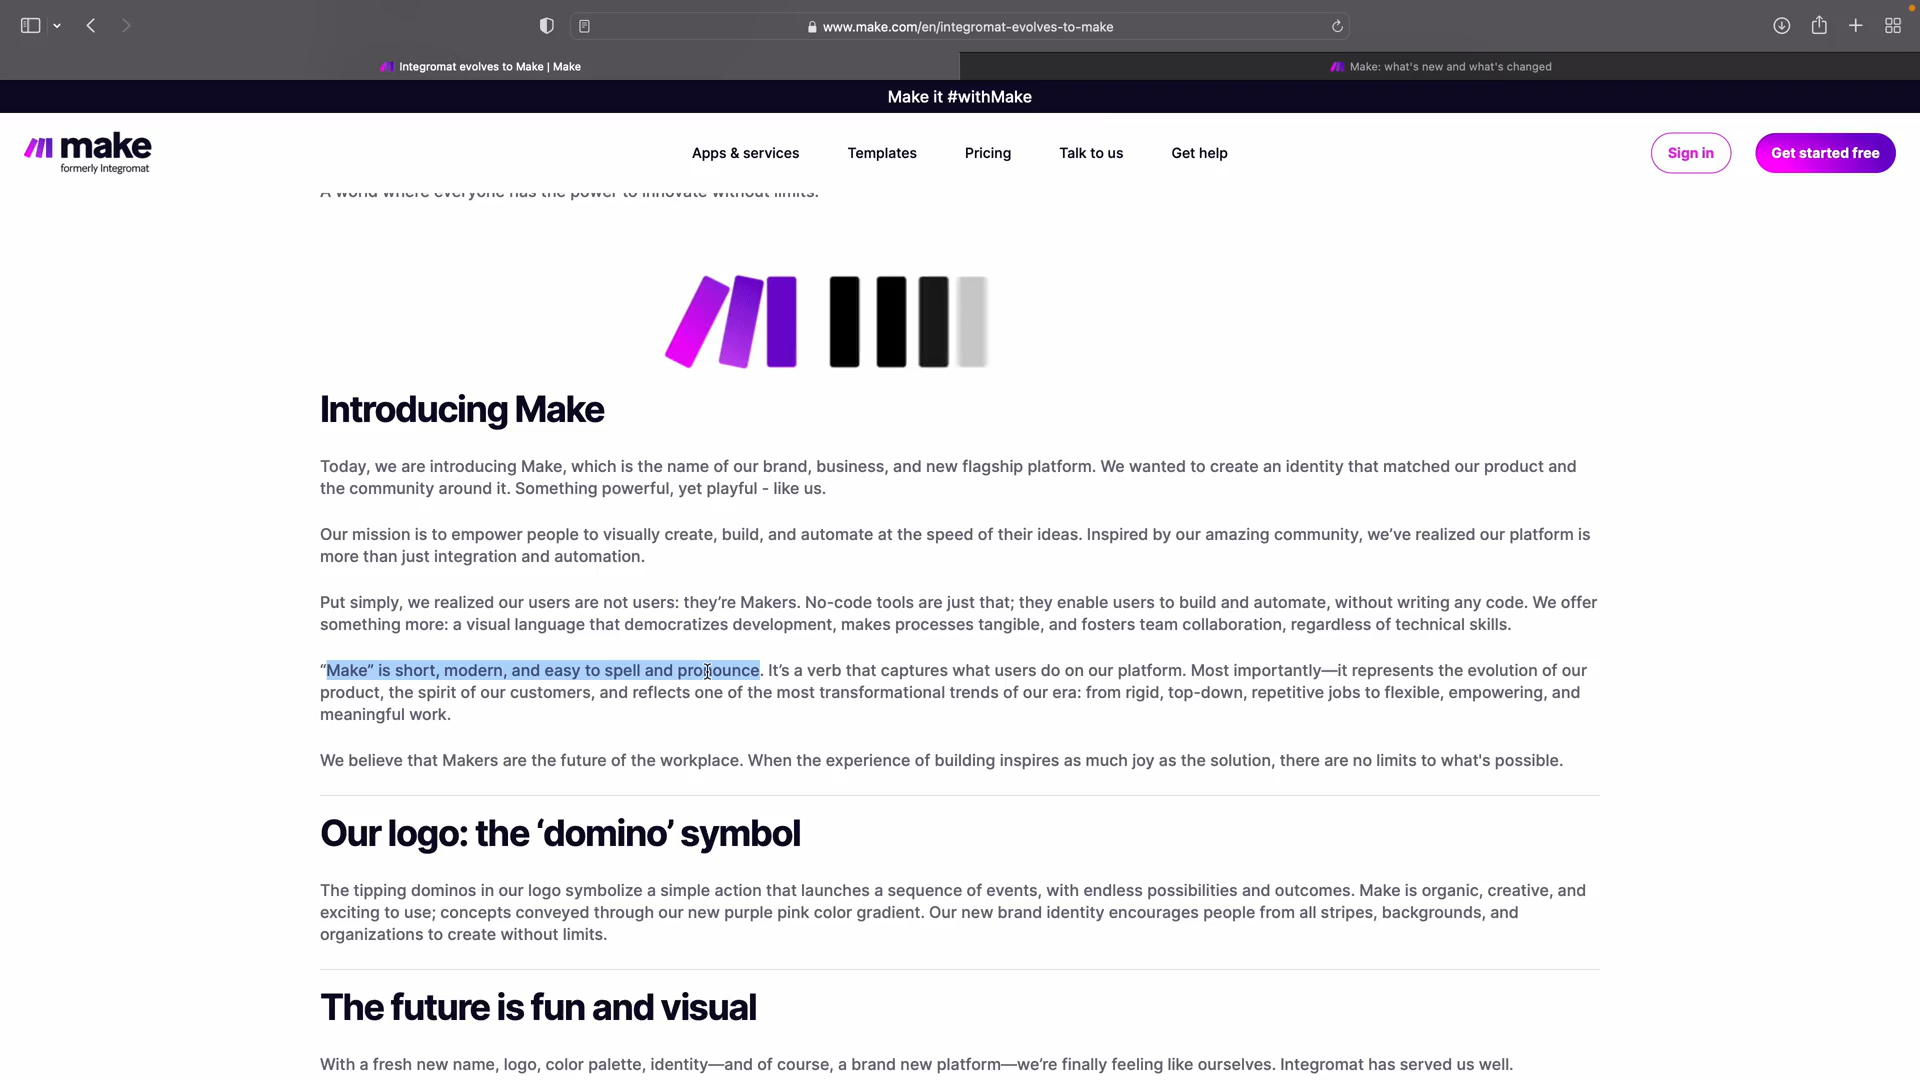 www.make.com/en/integromat-evolves-to-make
Integromat evolves to Make | Make
Make: what's new and what's changed
Make it #withMake
make
formerly Integromat
Apps & services
Templates
Pricing
Talk to us
Get help
Sign in
Get started free
A world where everyone has the power to innovate without limits.
Introducing Make
Today, we are introducing Make, which is the name of our brand, business, and new flagship platform. We wanted to create an identity that matched our product and
the community around it. Something powerful, yet playful - like us.
Our mission is to empower people to visually create, build, and automate at the speed of their ideas. Inspired by our amazing community, we’ve realized our platform is
more than just integration and automation.
Put simply, we realized our users are not users: they’re Makers. No-code tools are just that; they enable users to build and automate, without writing any code. We offer
something more: a visual language that democratizes development, makes processes tangible, and fosters team collaboration, regardless of technical skills.
“Make” is short, modern, and easy to spell and pronounce. It’s a verb that captures what users do on our platform. Most importantly—it represents the evolution of our
product, the spirit of our customers, and reflects one of the most transformational trends of our era: from rigid, top-down, repetitive jobs to flexible, empowering, and
meaningful work.
We believe that Makers are the future of the workplace. When the experience of building inspires as much joy as the solution, there are no limits to what's possible.
Our logo: the ‘domino’ symbol
The tipping dominos in our logo symbolize a simple action that launches a sequence of events, with endless possibilities and outcomes. Make is organic, creative, and
exciting to use; concepts conveyed through our new purple pink color gradient. Our new brand identity encourages people from all stripes, backgrounds, and
organizations to create without limits.
The future is fun and visual
With a fresh new name, logo, color palette, identity—and of course, a brand new platform—we’re finally feeling like ourselves. Integromat has served us well.